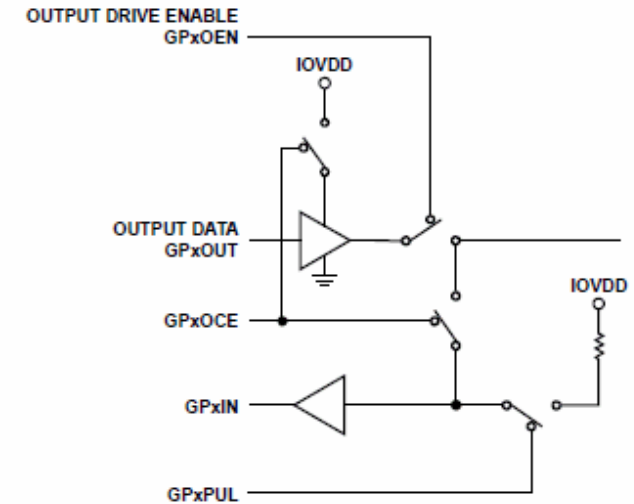 OUTPUT DRIVE ENABLE
GPxOEN
IOVDD
OUTPUT DATA
GPxOUT
IOVDD
GPxOCE
GPxIN
GPxPUL